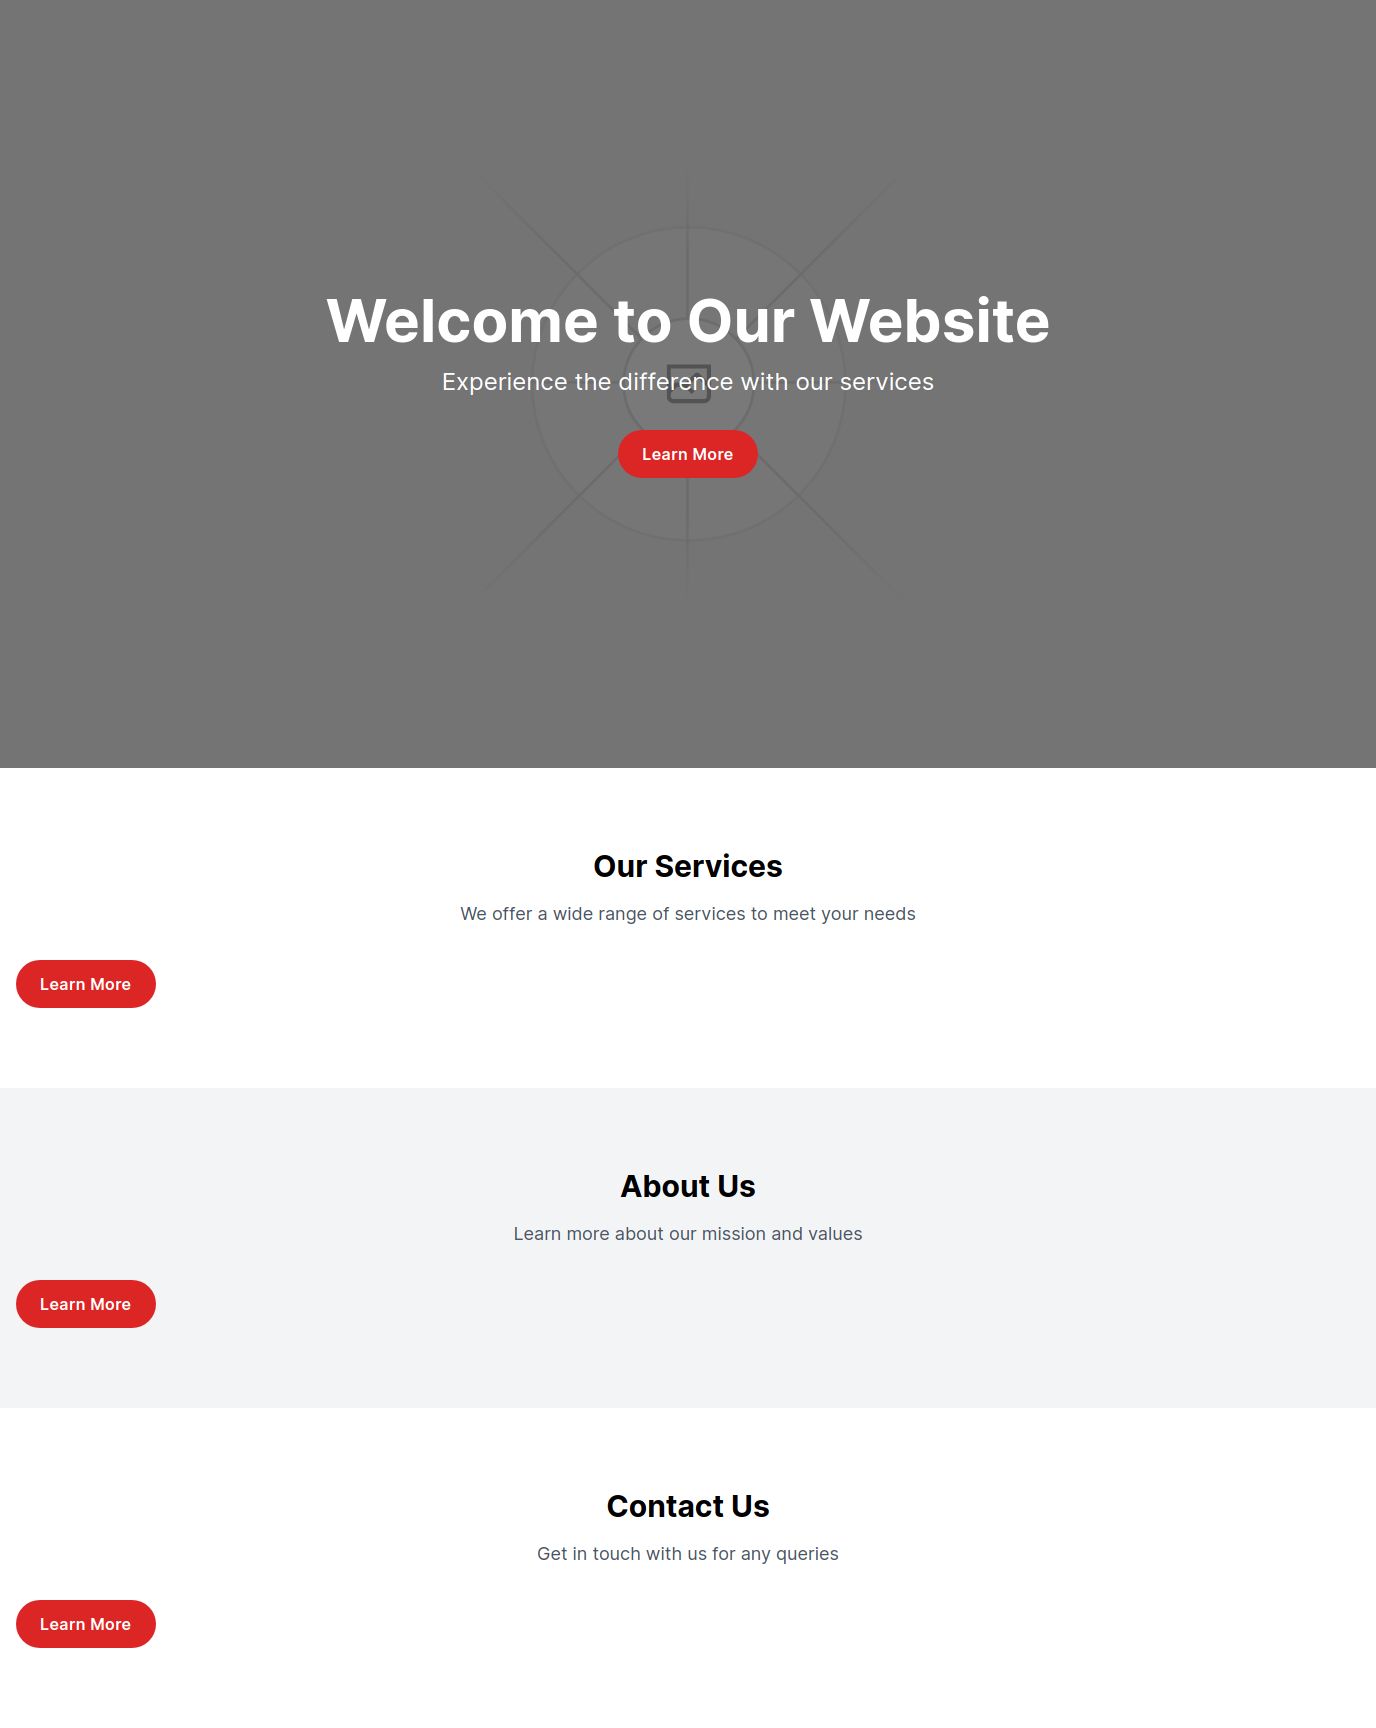 Welcome to Our Website
Experience the difference with our services
Learn More
Our Services
We offer a wide range of services to meet your needs
Learn More
About Us
Learn more about our mission and values
Learn More
Contact Us
Get in touch with us for any queries
Learn More